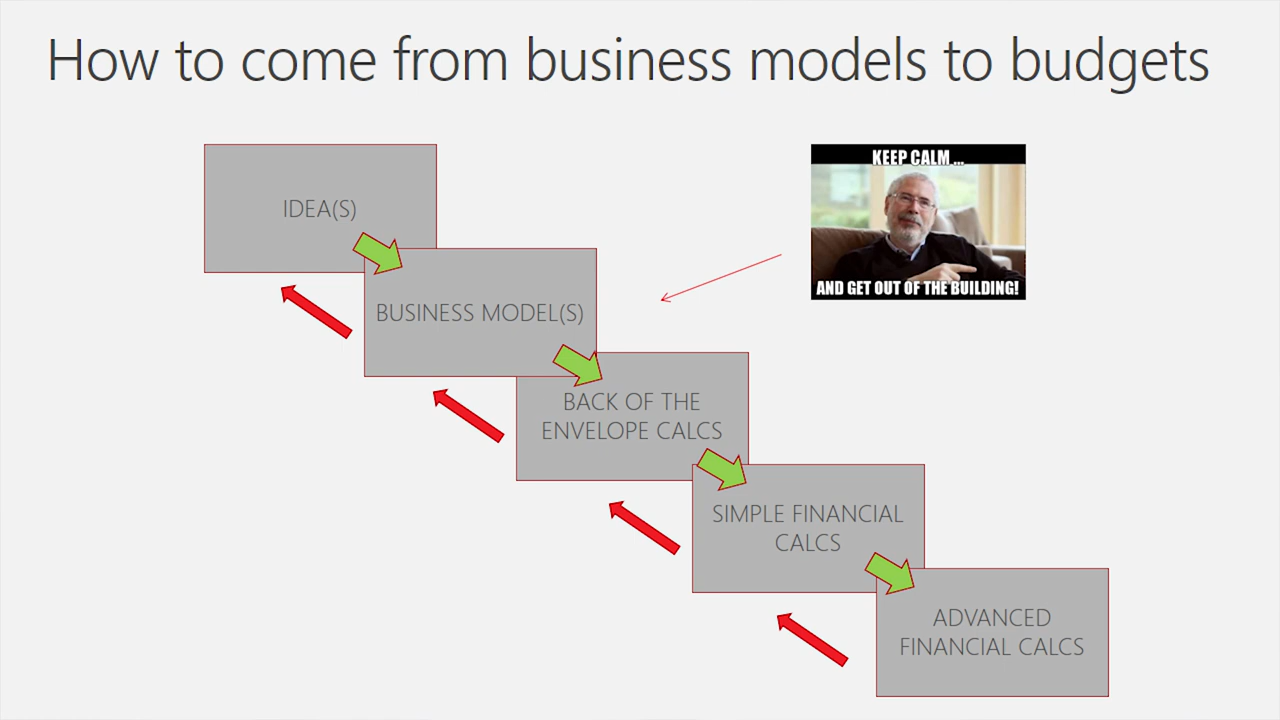 How to come from business models to budgets
IDEA(S)
KEEP CALM ...
AND GET OUT OF THE BUILDING!
BUSINESS MODEL(S)
BACK OF THE
ENVELOPE CALCS
SIMPLE FINANCIAL
CALCS
ADVANCED
FINANCIAL CALCS